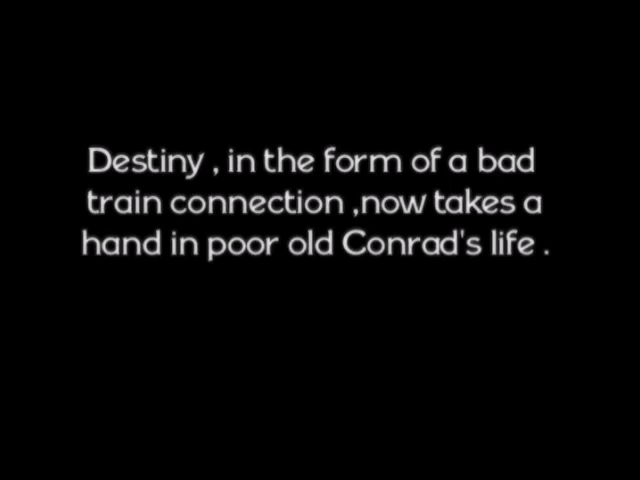 Destiny , in the form of a bad
train connection ,now takes a
hand in poor old Conrad's life .